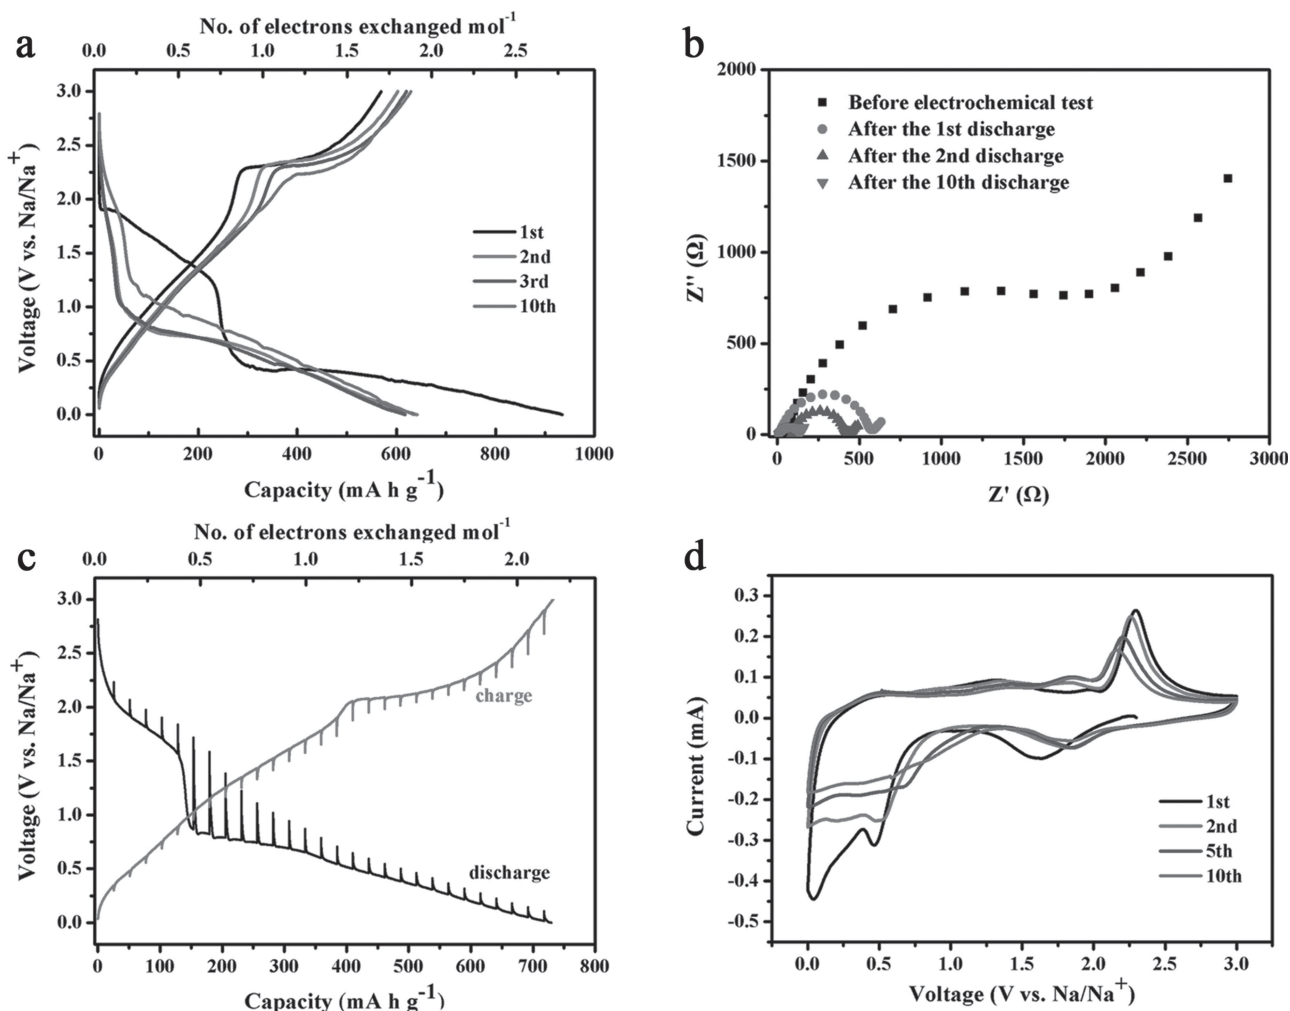 a
No. of electrons exchanged mol-1
0.0 0.5 1.0 1.5 2.0 2.5
3.0
2.5
2.0
1.5
1.0
0.5
0.0
Voltage (V vs. Na/Na+)
1st
2nd
3rd
10th
0 200 400 600 800 1000
Capacity (mA h g-1)
b
2000
1500
1000
500
0
Z'' (Ω)
Before electrochemical test
After the 1st discharge
After the 2nd discharge
After the 10th discharge
0 500 1000 1500 2000 2500 3000
Z' (Ω)
c
No. of electrons exchanged mol-1
0.0 0.5 1.0 1.5 2.0
3.0
2.5
2.0
1.5
1.0
0.5
0.0
Voltage (V vs. Na/Na+)
charge
discharge
0 100 200 300 400 500 600 700 800
Capacity (mA h g-1)
d
0.3
0.2
0.1
0.0
-0.1
-0.2
-0.3
-0.4
-0.5
Current (mA)
1st
2nd
5th
10th
0.0 0.5 1.0 1.5 2.0 2.5 3.0
Voltage (V vs. Na/Na+)